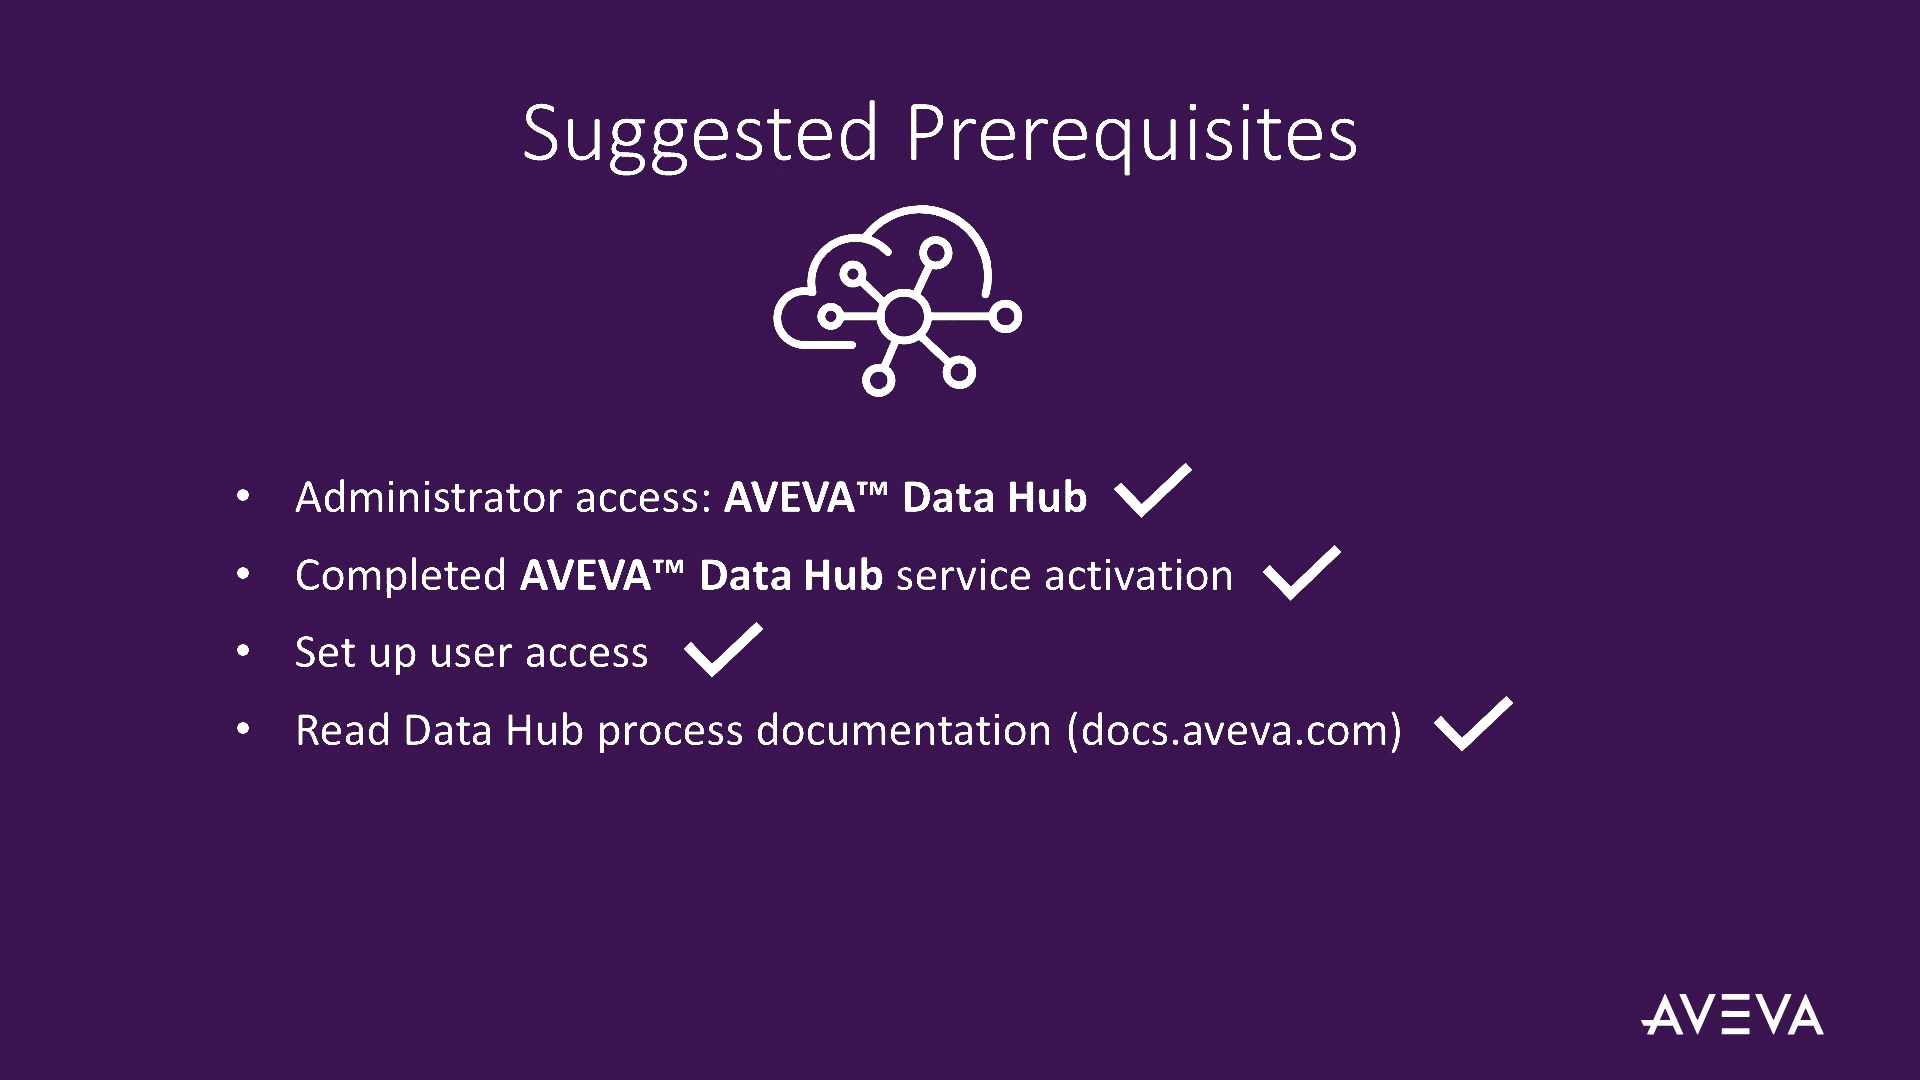 Suggested Prerequisites
• Administrator access: AVEVA™ Data Hub
• Completed AVEVA™ Data Hub service activation
• Set up user access
• Read Data Hub process documentation (docs.aveva.com)
AVEVA